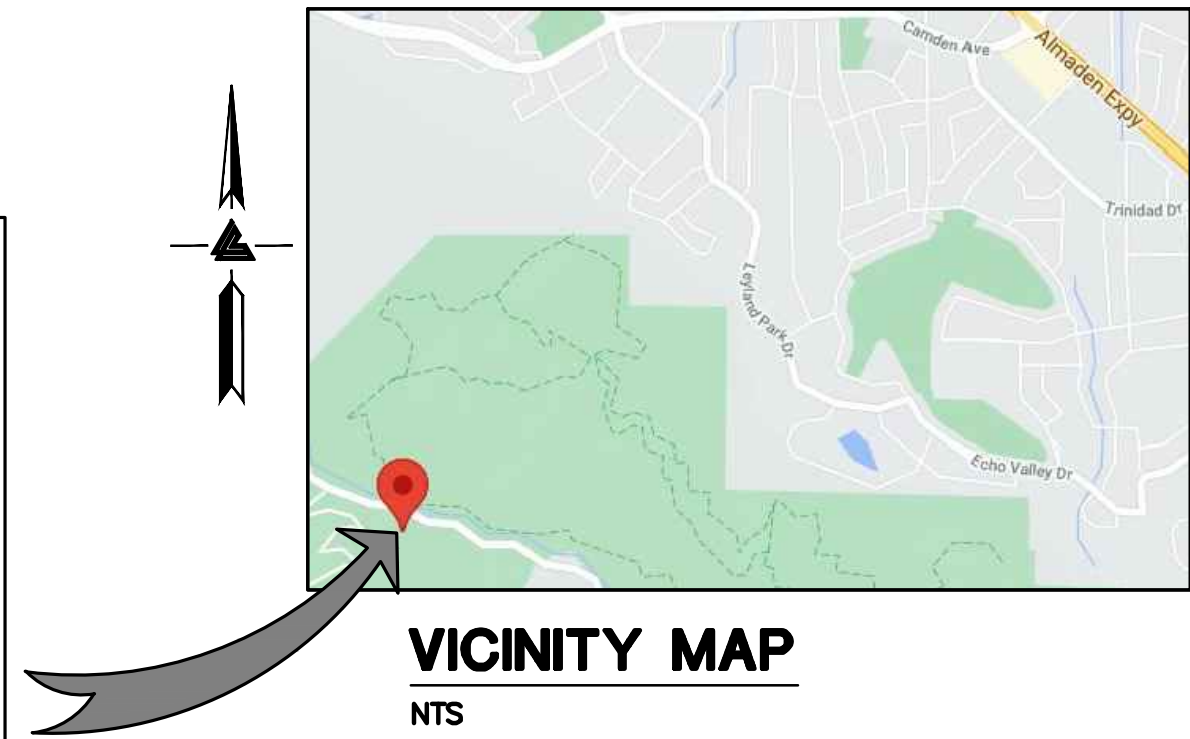 Camden Ave
Almaden Expy
Trinidad Dr
Leyland Park Dr
Echo Valley Dr
VICINITY MAP
NTS